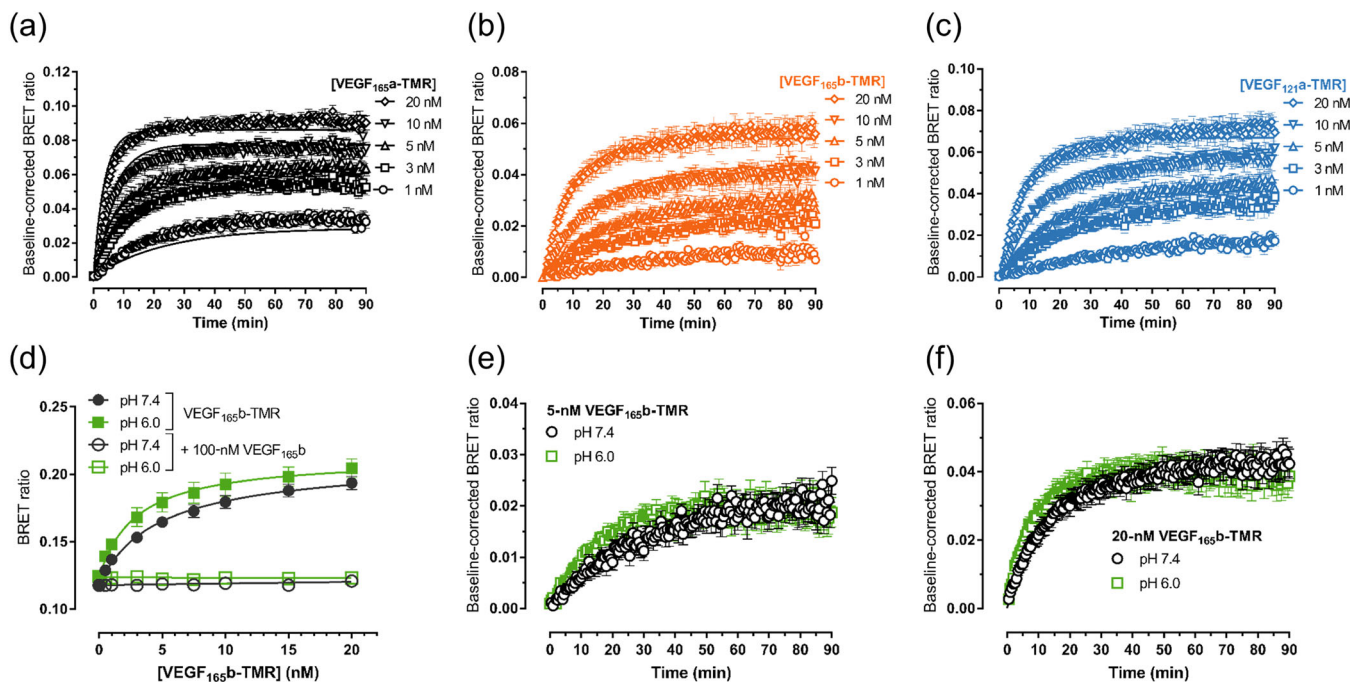 (a)
Baseline-corrected BRET ratio
0.12
0.10
0.08
0.06
0.04
0.02
0.00
0 10 20 30 40 50 60 70 80 90
Time (min)
[VEGF₁₆₅a-TMR]
20 nM
10 nM
5 nM
3 nM
1 nM
(b)
Baseline-corrected BRET ratio
0.08
0.06
0.04
0.02
0.00
0 10 20 30 40 50 60 70 80 90
Time (min)
[VEGF₁₆₅b-TMR]
20 nM
10 nM
5 nM
3 nM
1 nM
(c)
Baseline-corrected BRET ratio
0.10
0.08
0.06
0.04
0.02
0.00
0 10 20 30 40 50 60 70 80 90
Time (min)
[VEGF₁₂₁a-TMR]
20 nM
10 nM
5 nM
3 nM
1 nM
(d)
BRET ratio
0.25
0.20
0.15
0.10
0 5 10 15 20
[VEGF₁₆₅b-TMR] (nM)
pH 7.4
pH 6.0
VEGF₁₆₅b-TMR
pH 7.4
pH 6.0
+ 100-nM VEGF₁₆₅b
(e)
Baseline-corrected BRET ratio
0.04
0.03
0.02
0.01
0.00
0 10 20 30 40 50 60 70 80 90
Time (min)
5-nM VEGF₁₆₅b-TMR
pH 7.4
pH 6.0
(f)
Baseline-corrected BRET ratio
0.06
0.04
0.02
0.00
0 10 20 30 40 50 60 70 80 90
Time (min)
20-nM VEGF₁₆₅b-TMR
pH 7.4
pH 6.0